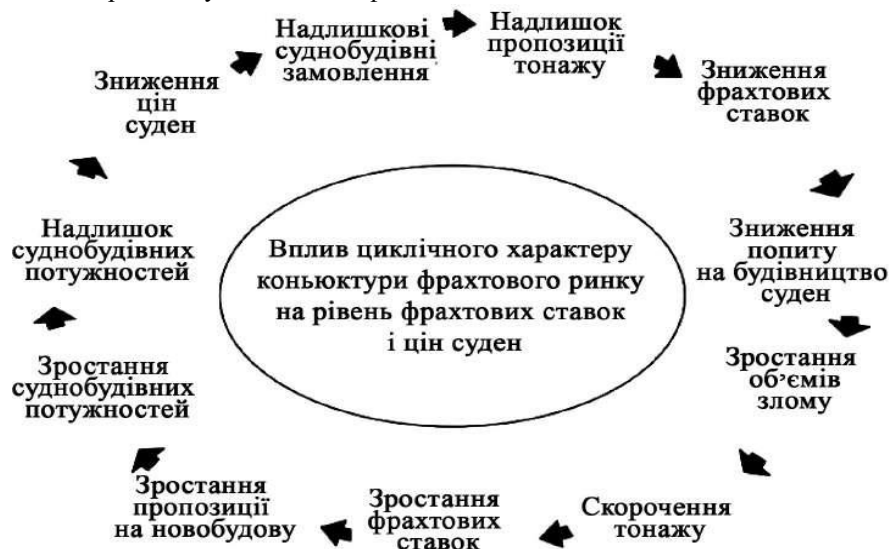 Надлишкові
суднобудівні
замовлення
Надлишок
пропозиції
тонажу
Зниження
фрахтових
ставок
Зниження
попиту
на будівництво
суден
Зростання
об’ємів
злому
Скорочення
тонажу
Зростання
фрахтових
ставок
Зростання
пропозиції
на новобудову
Зростання
суднобудівних
потужностей
Надлишок
суднобудівних
потужностей
Зниження
цін
суден
Вплив циклічного характеру
коньюктури фрахтового ринку
на рівень фрахтових ставок
і цін суден